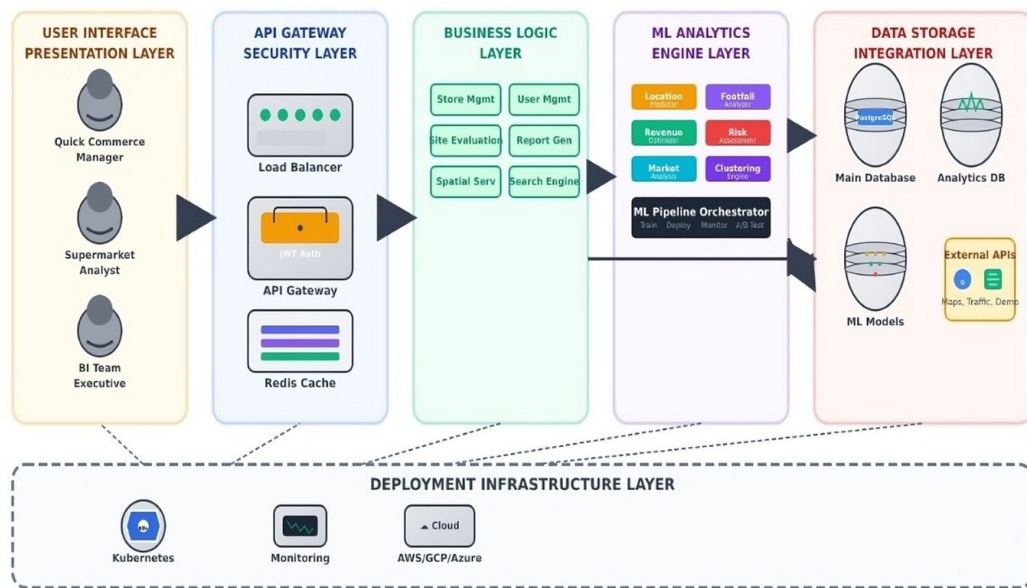 USER INTERFACE
PRESENTATION LAYER
Quick Commerce
Manager
Supermarket
Analyst
BI Team
Executive
API GATEWAY
SECURITY LAYER
Load Balancer
JWT Auth
API Gateway
Redis Cache
BUSINESS LOGIC
LAYER
Store Mgmt
User Mgmt
Site Evaluation
Report Gen
Spatial Serv
Search Engine
ML ANALYTICS
ENGINE LAYER
Location
Predictor
Footfall
Analyzer
Revenue
Optimizer
Risk
Assessment
Market
Analysis
Clustering
Engine
ML Pipeline Orchestrator
Train Deploy Monitor A/B Test
DATA STORAGE
INTEGRATION LAYER
PostgreSQL
Main Database
Analytics DB
ML Models
External APIs
G
Maps, Traffic, Demo
DEPLOYMENT INFRASTRUCTURE LAYER
K8s
Kubernetes
Monitoring
Cloud
AWS/GCP/Azure